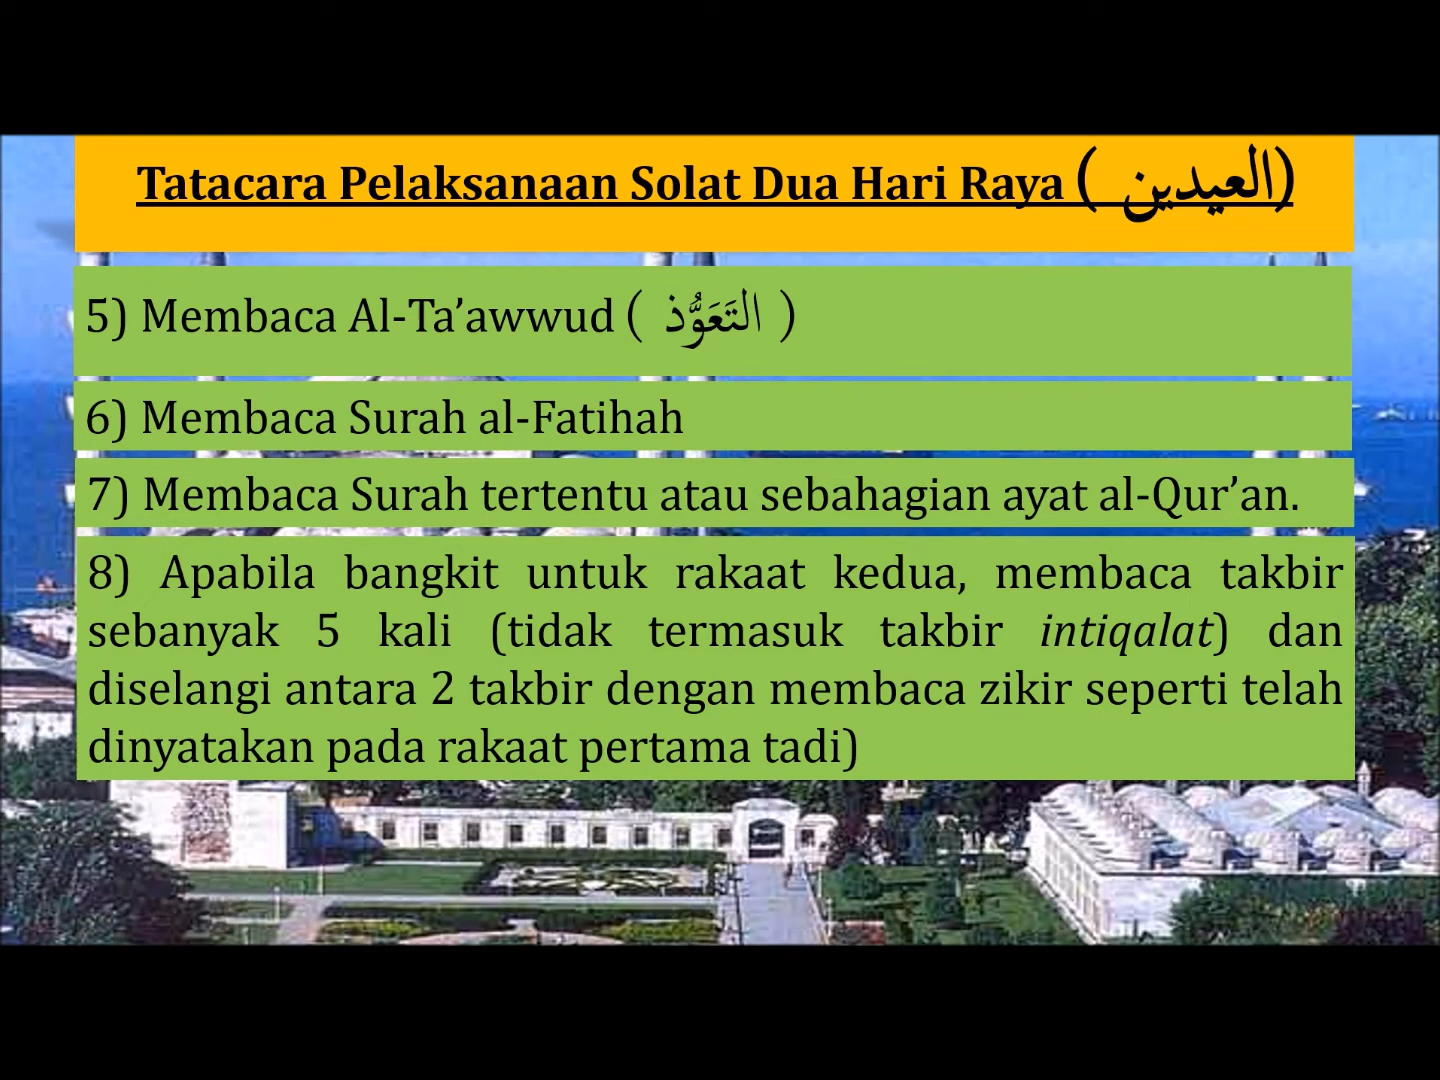 Tatacara Pelaksanaan Solat Dua Hari Raya (العيدين)
5) Membaca Al-Ta’awwud ( التَعَوُّذ )
6) Membaca Surah al-Fatihah
7) Membaca Surah tertentu atau sebahagian ayat al-Qur’an.
8) Apabila bangkit untuk rakaat kedua, membaca takbir
sebanyak 5 kali (tidak termasuk takbir intiqalat) dan
diselangi antara 2 takbir dengan membaca zikir seperti telah
dinyatakan pada rakaat pertama tadi)